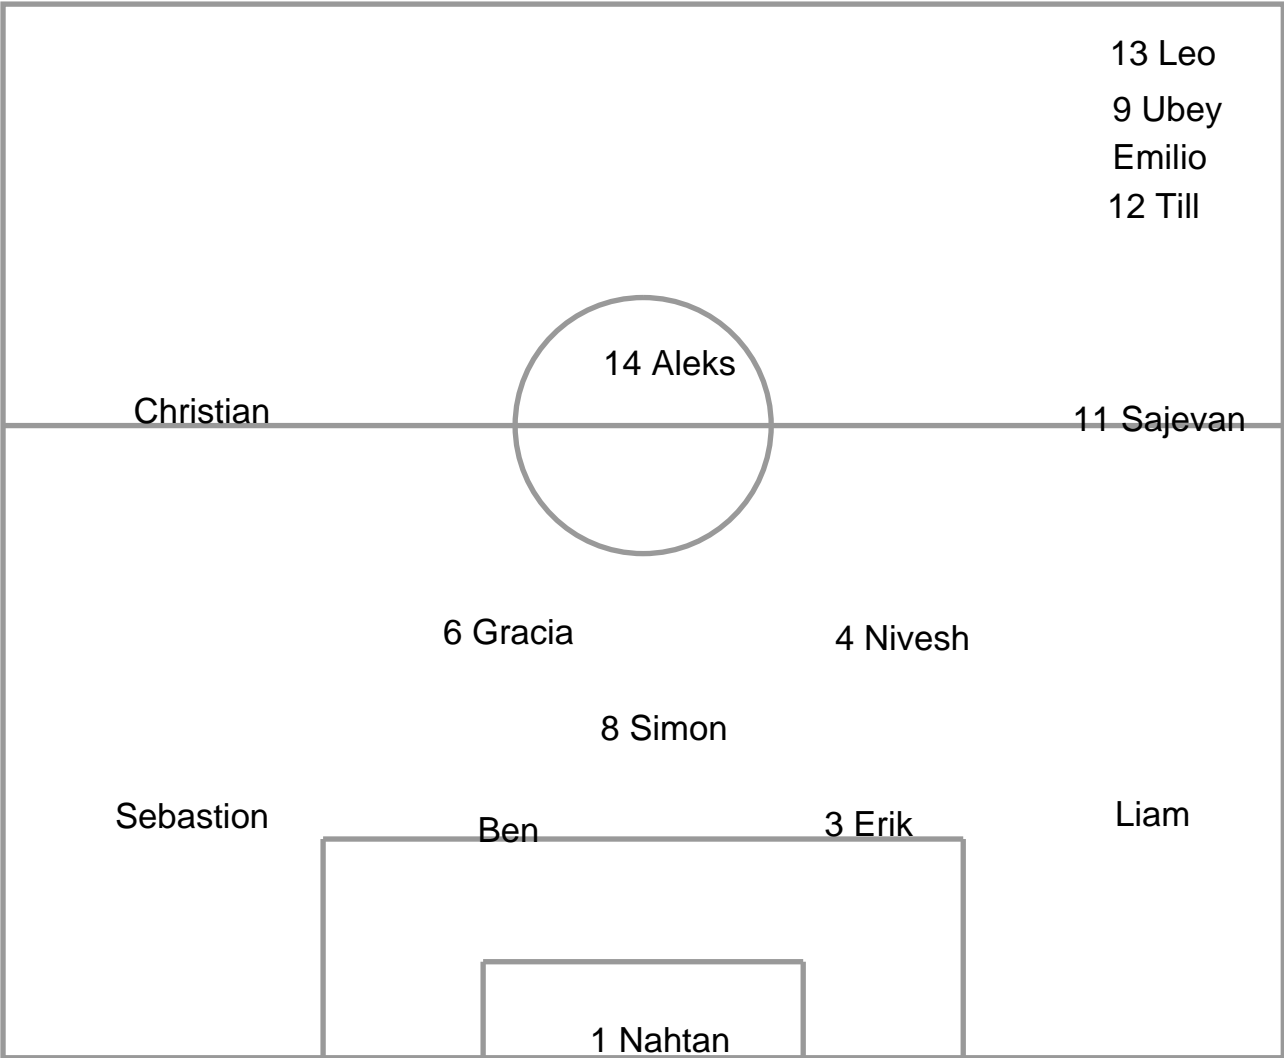 13 Leo
9 Ubey
Emilio
12 Till
14 Aleks
Christian
11 Sajevan
6 Gracia
4 Nivesh
8 Simon
Sebastion
Ben
3 Erik
Liam
1 Nahtan